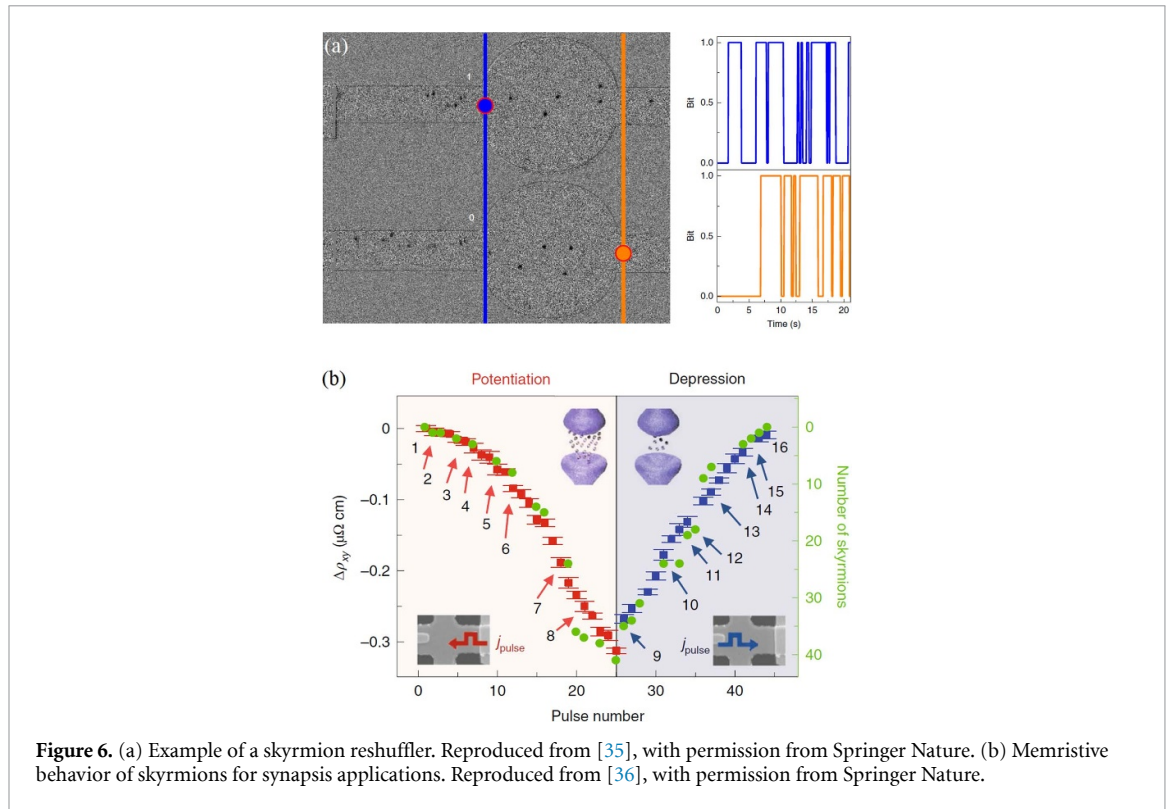 (a)
1
0
1.0
0.5
0.0
Bit
1.0
0.5
0.0
Bit
0 5 10 15 20
Time (s)
(b)
Potentiation Depression
0
−0.1
−0.2
−0.3
Δρxy (μΩ cm)
1
2
3
4
5
6
7
8
9
10
11
12
13
14
15
16
jpulse
jpulse
0
10
20
30
40
Number of skyrmions
0 10 20 30 40
Pulse number
Figure 6. (a) Example of a skyrmion reshuffler. Reproduced from [35], with permission from Springer Nature. (b) Memristive
behavior of skyrmions for synapsis applications. Reproduced from [36], with permission from Springer Nature.